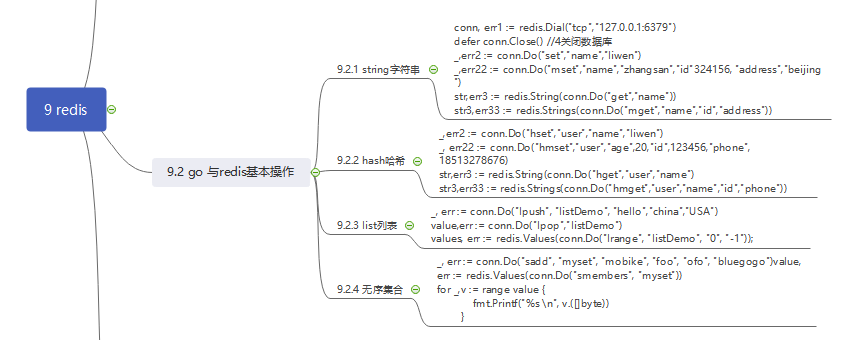 9 redis
9.2 go 与redis基本操作
9.2.1 string字符串
conn, err1 := redis.Dial("tcp","127.0.0.1:6379")
defer conn.Close() //4关闭数据库
_,err2 := conn.Do("set","name","liwen")
_,err22 := conn.Do("mset","name","zhangsan","id"324156, "address","beijing
")
str,err3 := redis.String(conn.Do("get","name"))
str3,err33 := redis.Strings(conn.Do("mget","name","id","address"))
9.2.2 hash哈希
_,err2 := conn.Do("hset","user","name","liwen")
_, err22 := conn.Do("hmset","user","age",20,"id",123456,"phone",
18513278676)
str,err3 := redis.String(conn.Do("hget","user","name")
str3,err33 := redis.Strings(conn.Do("hmget","user","name","id","phone"))
9.2.3 list列表
_, err := conn.Do("lpush", "listDemo", "hello","china","USA")
value,err := conn.Do("lpop","listDemo")
values, err := redis.Values(conn.Do("lrange", "listDemo", "0", "-1"));
9.2.4 无序集合
_, err := conn.Do("sadd", "myset", "mobike", "foo", "ofo", "bluegogo")value,
err := redis.Values(conn.Do("smembers", "myset"))
for _,v := range value {
fmt.Printf("%s \n", v.([]byte))
}